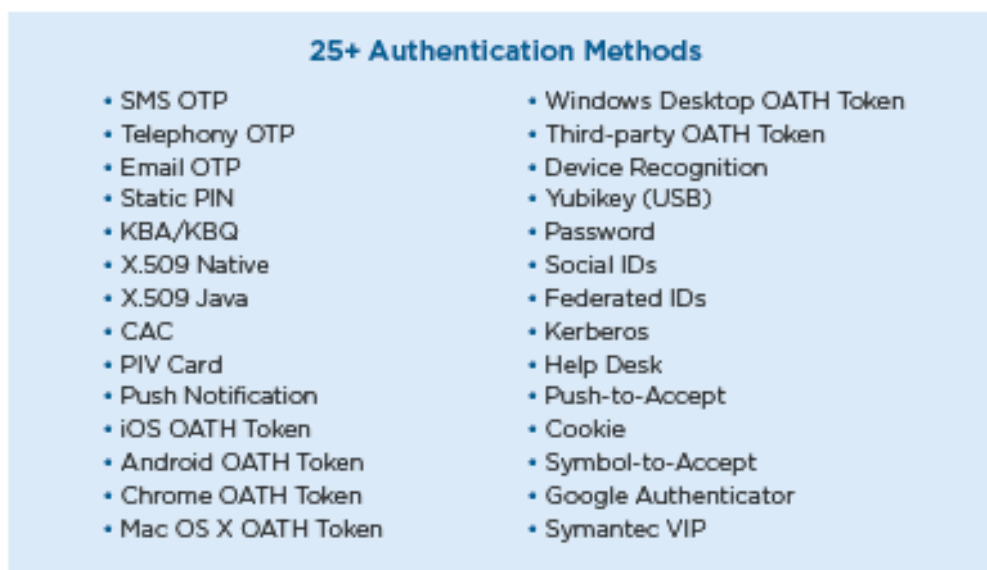 25+ Authentication Methods
• SMS OTP
• Telephony OTP
• Email OTP
• Static PIN
• KBA/KBQ
• X.509 Native
• X.509 Java
• CAC
• PIV Card
• Push Notification
• iOS OATH Token
• Android OATH Token
• Chrome OATH Token
• Mac OS X OATH Token
• Windows Desktop OATH Token
• Third-party OATH Token
• Device Recognition
• Yubikey (USB)
• Password
• Social IDs
• Federated IDs
• Kerberos
• Help Desk
• Push-to-Accept
• Cookie
• Symbol-to-Accept
• Google Authenticator
• Symantec VIP